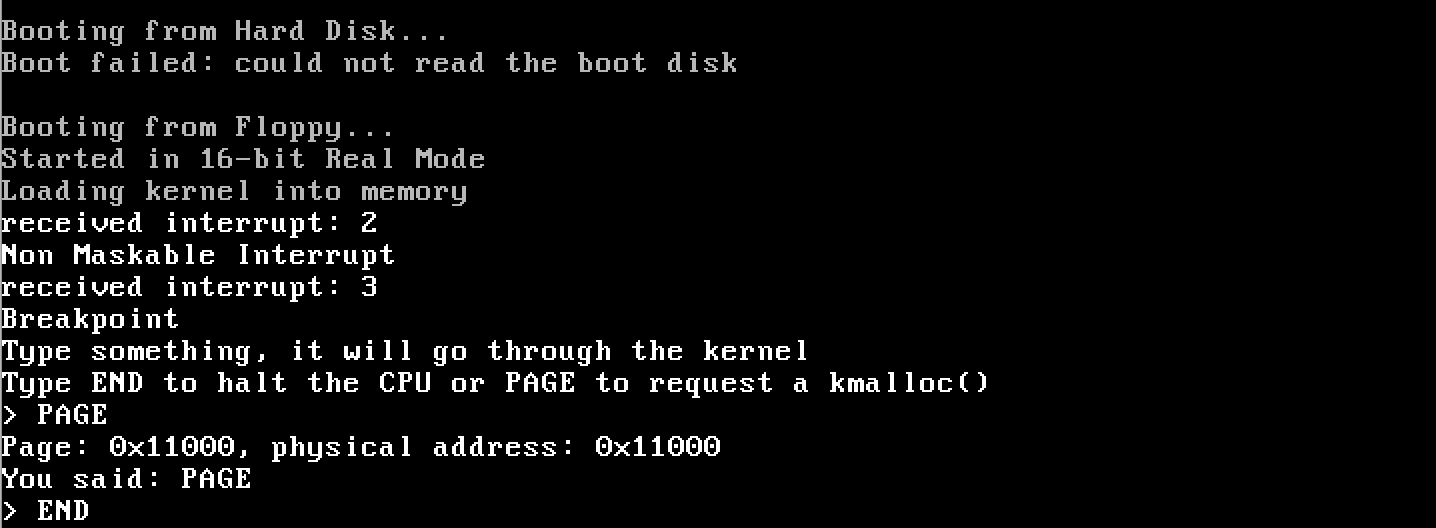 Booting from Hard Disk...
Boot failed: could not read the boot disk
Booting from Floppy...
Started in 16-bit Real Mode
Loading kernel into memory
received interrupt: 2
Non Maskable Interrupt
received interrupt: 3
Breakpoint
Type something, it will go through the kernel
Type END to halt the CPU or PAGE to request a kmalloc()
> PAGE
Page: 0x11000, physical address: 0x11000
You said: PAGE
> END